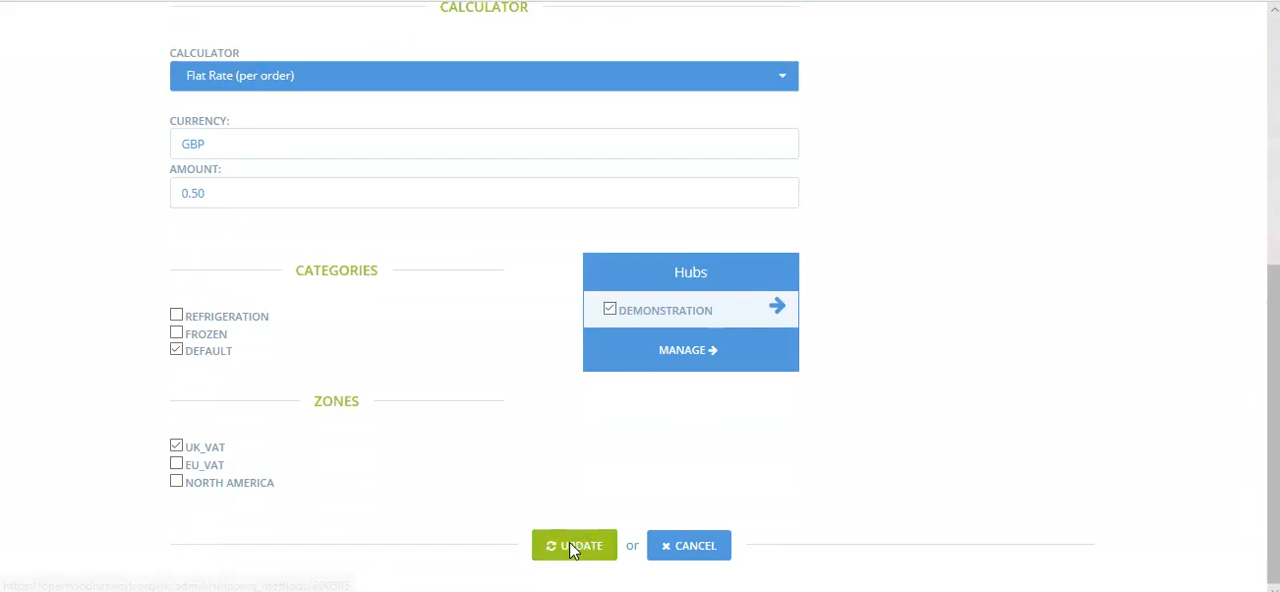 CALCULATOR
CALCULATOR
Flat Rate (per order)
CURRENCY:
GBP
AMOUNT:
0.50
CATEGORIES
REFRIGERATION
FROZEN
DEFAULT
Hubs
DEMONSTRATION
MANAGE
ZONES
UK_VAT
EU_VAT
NORTH AMERICA
UPDATE or CANCEL